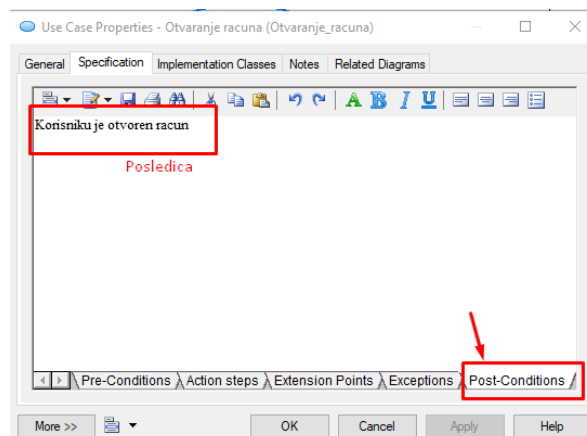 Use Case Properties - Otvaranje racuna (Otvaranje_racuna)
General Specification Implementation Classes Notes Related Diagrams
A B I U
Korisniku je otvoren racun
Posledica
Pre-Conditions Action steps Extension Points Exceptions Post-Conditions
More >> OK Cancel Apply Help